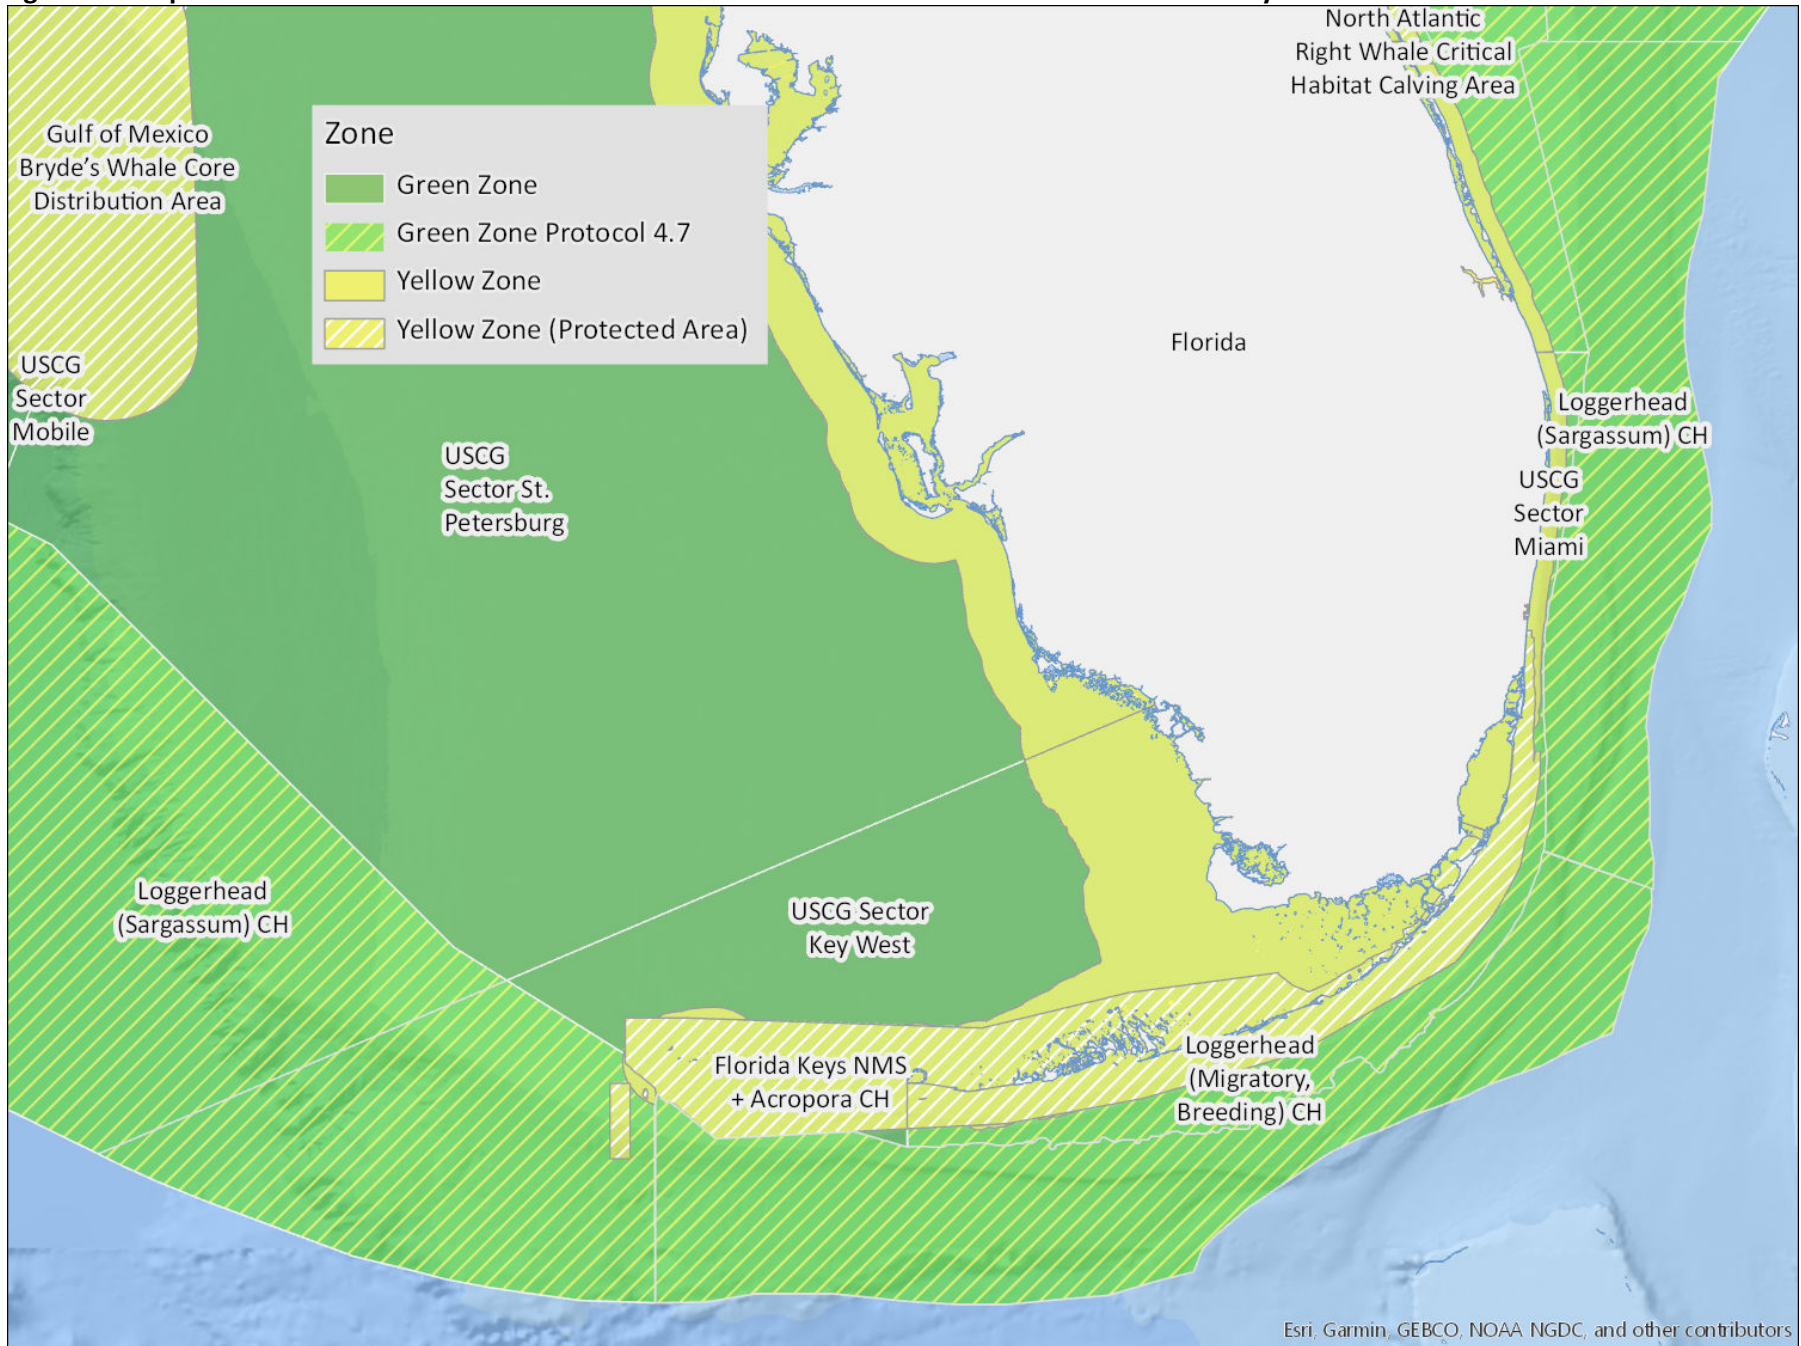 North Atlantic
Right Whale Critical
Habitat Calving Area
Gulf of Mexico
Bryde's Whale Core
Distribution Area
Zone
Green Zone
Green Zone Protocol 4.7
Yellow Zone
Yellow Zone (Protected Area)
Florida
USCG
Sector
Mobile
USCG
Sector St.
Petersburg
Loggerhead
(Sargassum) CH
USCG
Sector
Miami
Loggerhead
(Sargassum) CH
USCG Sector
Key West
Florida Keys NMS
+ Acropora CH
Loggerhead
(Migratory,
Breeding) CH
Esri, Garmin, GEBCO, NOAA NGDC, and other contributors